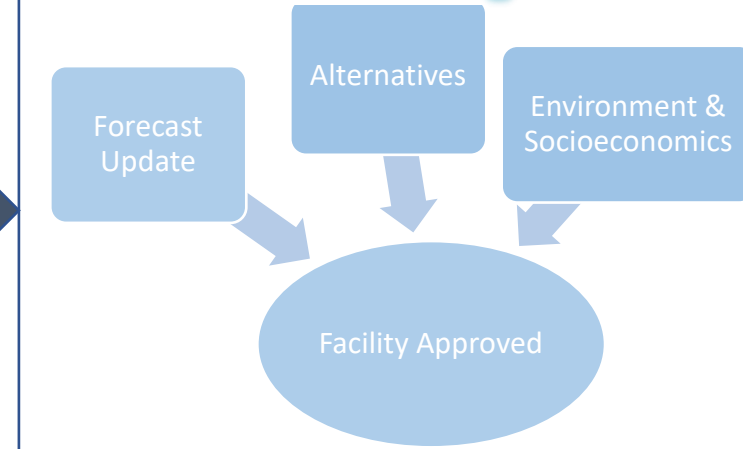 Alternatives
Forecast
Update
Environment &
Socioeconomics
Facility Approved